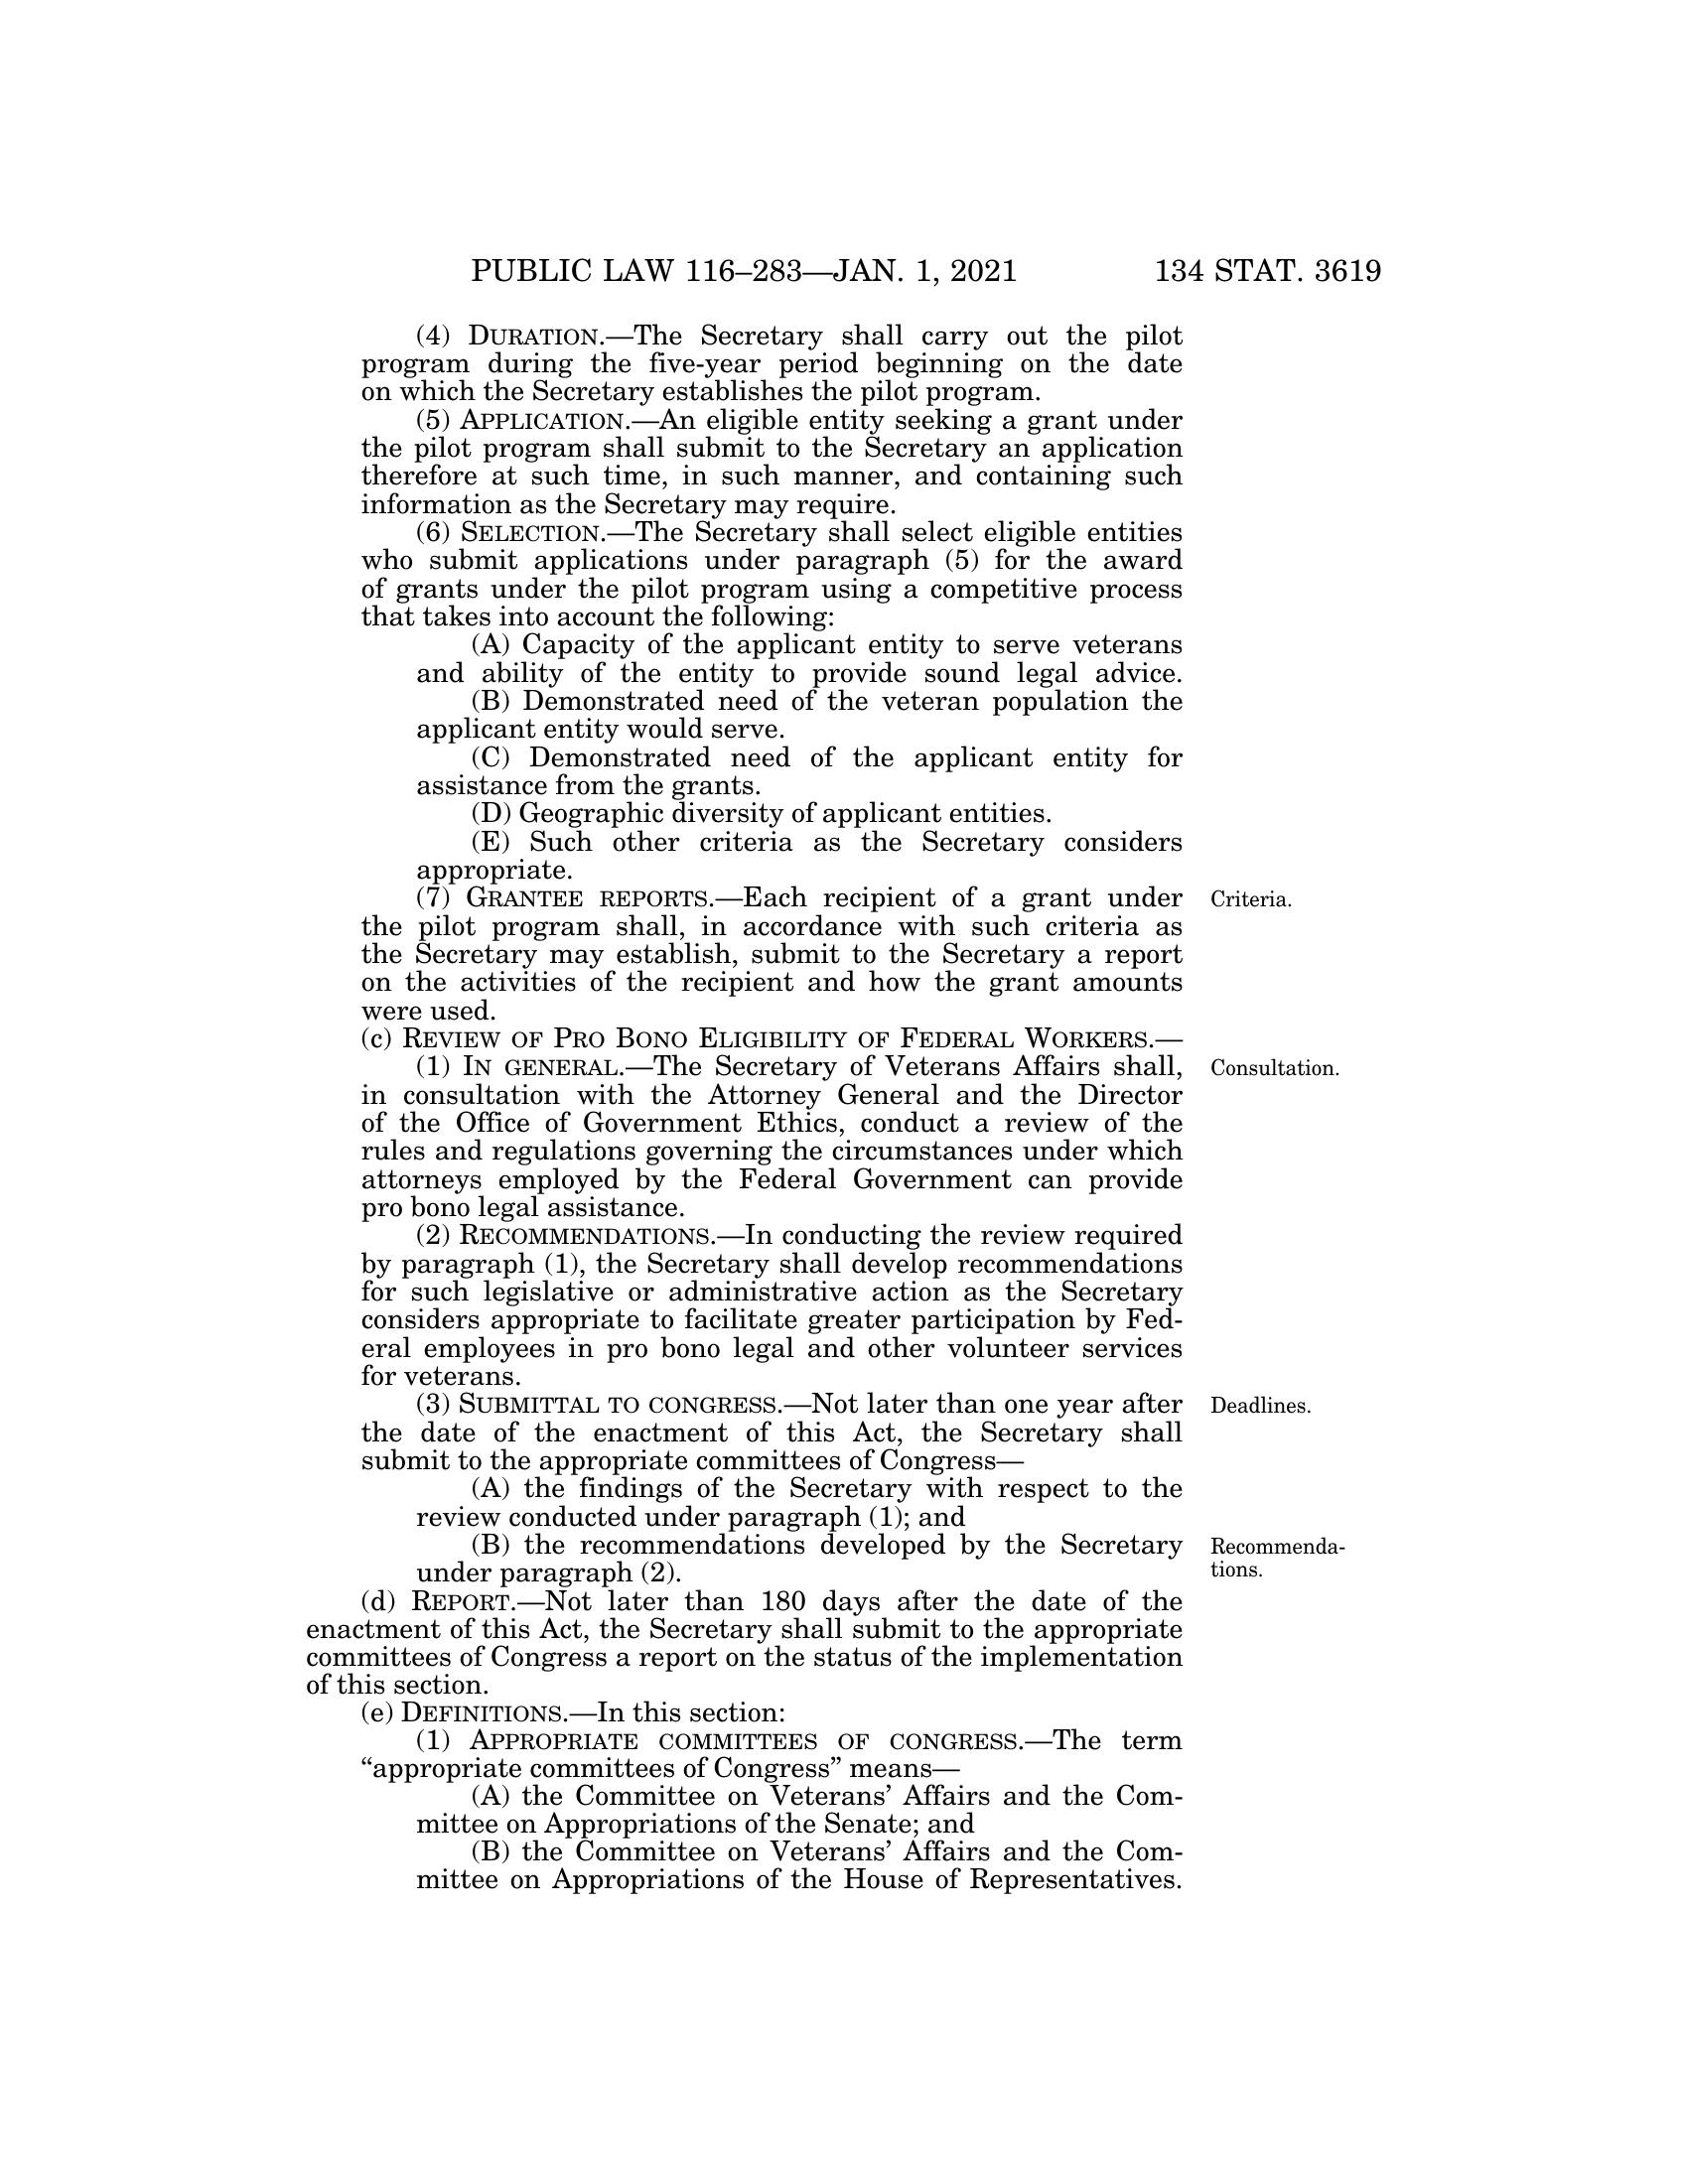 PUBLIC LAW 116–283—JAN. 1, 2021 134 STAT. 3619
(4) DURATION.—The Secretary shall carry out the pilot
program during the five-year period beginning on the date
on which the Secretary establishes the pilot program.
(5) APPLICATION.—An eligible entity seeking a grant under
the pilot program shall submit to the Secretary an application
therefore at such time, in such manner, and containing such
information as the Secretary may require.
(6) SELECTION.—The Secretary shall select eligible entities
who submit applications under paragraph (5) for the award
of grants under the pilot program using a competitive process
that takes into account the following:
(A) Capacity of the applicant entity to serve veterans
and ability of the entity to provide sound legal advice.
(B) Demonstrated need of the veteran population the
applicant entity would serve.
(C) Demonstrated need of the applicant entity for
assistance from the grants.
(D) Geographic diversity of applicant entities.
(E) Such other criteria as the Secretary considers
appropriate.
(7) GRANTEE REPORTS.—Each recipient of a grant under
the pilot program shall, in accordance with such criteria as
the Secretary may establish, submit to the Secretary a report
on the activities of the recipient and how the grant amounts
were used.
Criteria.
(c) REVIEW OF PRO BONO ELIGIBILITY OF FEDERAL WORKERS.—
(1) IN GENERAL.—The Secretary of Veterans Affairs shall,
in consultation with the Attorney General and the Director
of the Office of Government Ethics, conduct a review of the
rules and regulations governing the circumstances under which
attorneys employed by the Federal Government can provide
pro bono legal assistance.
Consultation.
(2) RECOMMENDATIONS.—In conducting the review required
by paragraph (1), the Secretary shall develop recommendations
for such legislative or administrative action as the Secretary
considers appropriate to facilitate greater participation by Fed-
eral employees in pro bono legal and other volunteer services
for veterans.
(3) SUBMITTAL TO CONGRESS.—Not later than one year after
the date of the enactment of this Act, the Secretary shall
submit to the appropriate committees of Congress—
Deadlines.
(A) the findings of the Secretary with respect to the
review conducted under paragraph (1); and
(B) the recommendations developed by the Secretary
under paragraph (2).
Recommenda-
tions.
(d) REPORT.—Not later than 180 days after the date of the
enactment of this Act, the Secretary shall submit to the appropriate
committees of Congress a report on the status of the implementation
of this section.
(e) DEFINITIONS.—In this section:
(1) APPROPRIATE COMMITTEES OF CONGRESS.—The term
“appropriate committees of Congress” means—
(A) the Committee on Veterans’ Affairs and the Com-
mittee on Appropriations of the Senate; and
(B) the Committee on Veterans’ Affairs and the Com-
mittee on Appropriations of the House of Representatives.